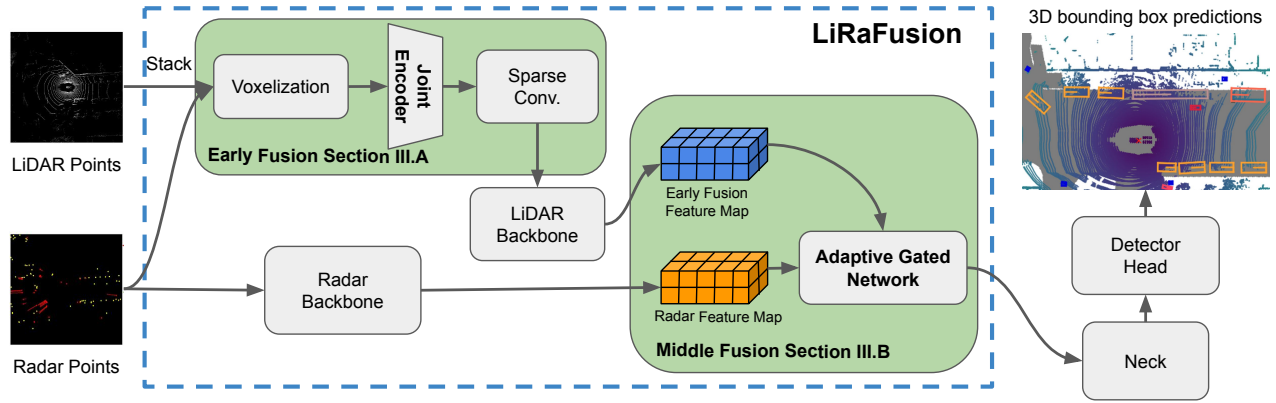 3D bounding box predictions
LiRaFusion
Stack
Voxelization
Joint
Encoder
Sparse
Conv.
Early Fusion Section III.A
LiDAR Points
LiDAR
Backbone
Early Fusion
Feature Map
Adaptive Gated
Network
Detector
Head
Radar
Backbone
Radar Feature Map
Middle Fusion Section III.B
Neck
Radar Points